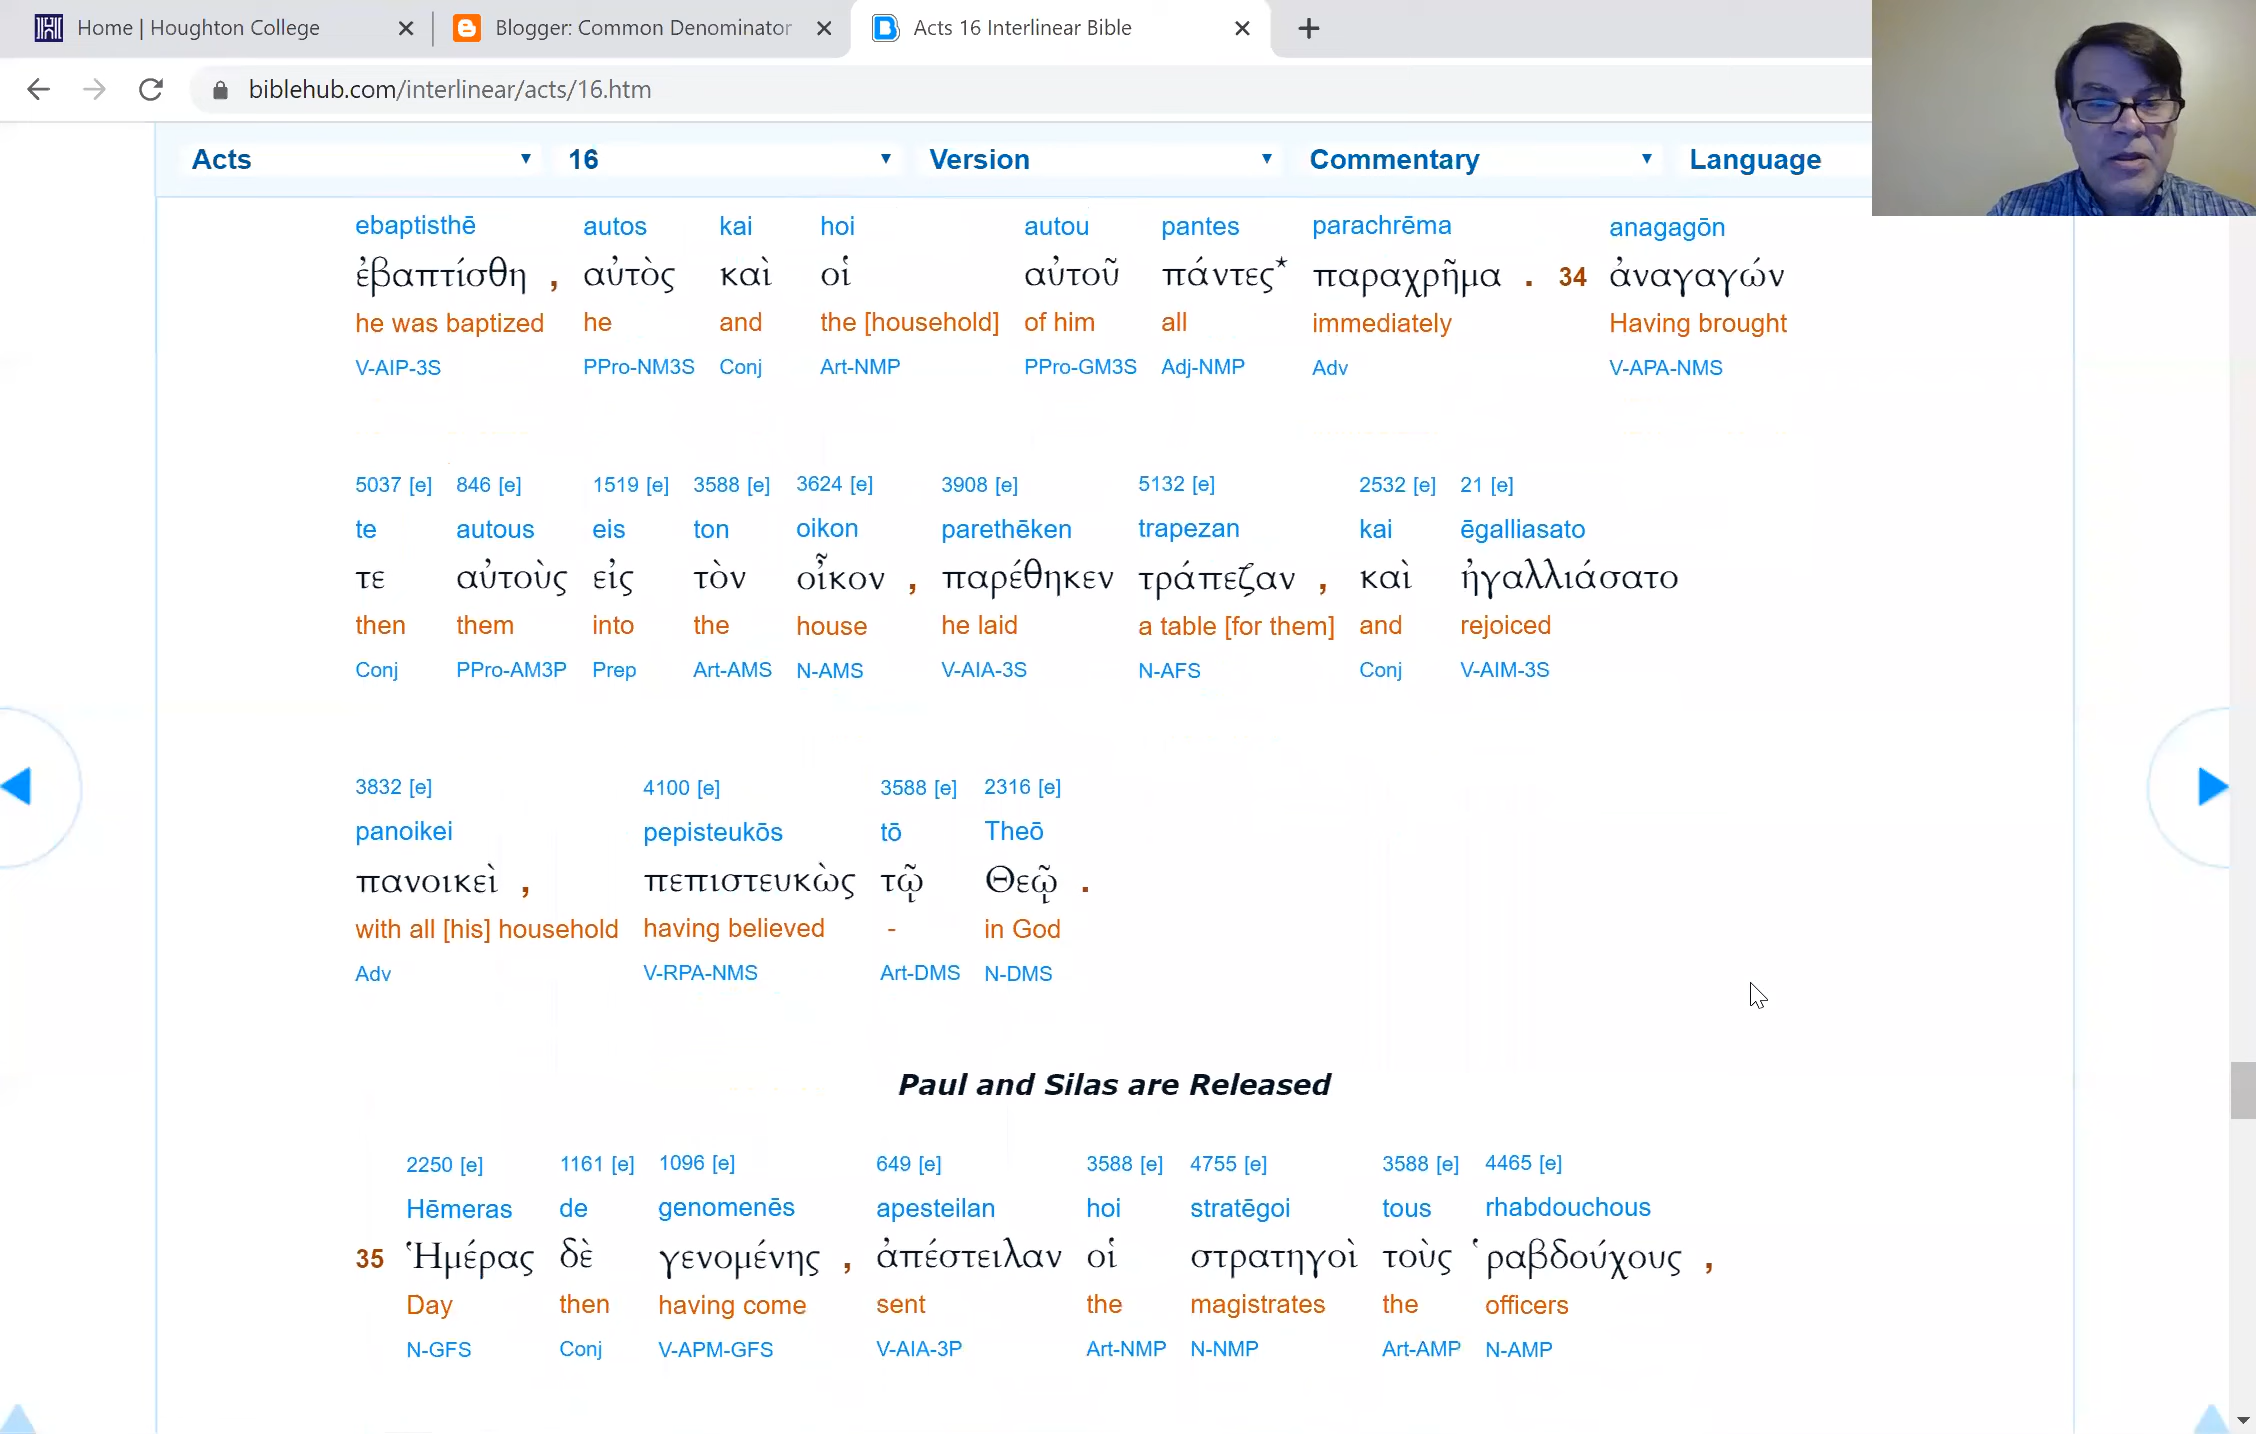 Home | Houghton College
Blogger: Common Denominator
Acts 16 Interlinear Bible
biblehub.com/interlinear/acts/16.htm
Acts 16 Version Commentary Language
ebaptisthē autos kai hoi autou pantes parachrēma anagagōn
ἐβαπτίσθη , αὐτὸς καὶ οἱ αὐτοῦ πάντες* παραχρῆμα . 34 ἀναγαγών
he was baptized he and the [household] of him all immediately Having brought
V-AIP-3S PPro-NM3S Conj Art-NMP PPro-GM3S Adj-NMP Adv V-APA-NMS
5037 [e] 846 [e] 1519 [e] 3588 [e] 3624 [e] 3908 [e] 5132 [e] 2532 [e] 21 [e]
te autous eis ton oikon parethēken trapezan kai ēgalliasato
τε αὐτοὺς εἰς τὸν οἶκον , παρέθηκεν τράπεζαν , καὶ ἠγαλλιάσατο
then them into the house he laid a table [for them] and rejoiced
Conj PPro-AM3P Prep Art-AMS N-AMS V-AIA-3S N-AFS Conj V-AIM-3S
3832 [e] 4100 [e] 3588 [e] 2316 [e]
panoikei pepisteukōs tō Theō
πανοικεὶ , πεπιστευκὼς τῷ Θεῷ .
with all [his] household having believed - in God
Adv V-RPA-NMS Art-DMS N-DMS
Paul and Silas are Released
2250 [e] 1161 [e] 1096 [e] 649 [e] 3588 [e] 4755 [e] 3588 [e] 4465 [e]
Hēmeras de genomenēs apesteilan hoi stratēgoi tous rhabdouchous
35 Ἡμέρας δὲ γενομένης , ἀπέστειλαν οἱ στρατηγοὶ τοὺς ῥαβδούχους ,
Day then having come sent the magistrates the officers
N-GFS Conj V-APM-GFS V-AIA-3P Art-NMP N-NMP Art-AMP N-AMP